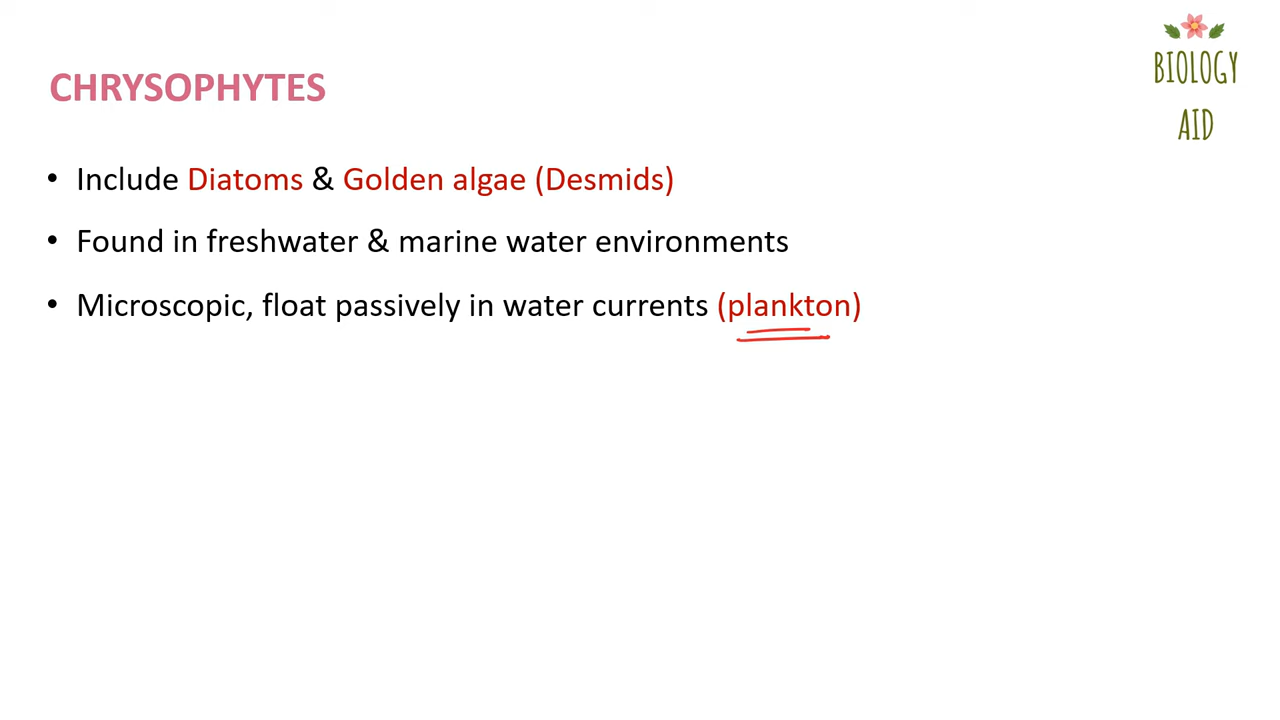 BIOLOGY
AID
CHRYSOPHYTES
• Include Diatoms & Golden algae (Desmids)
• Found in freshwater & marine water environments
• Microscopic, float passively in water currents (plankton)